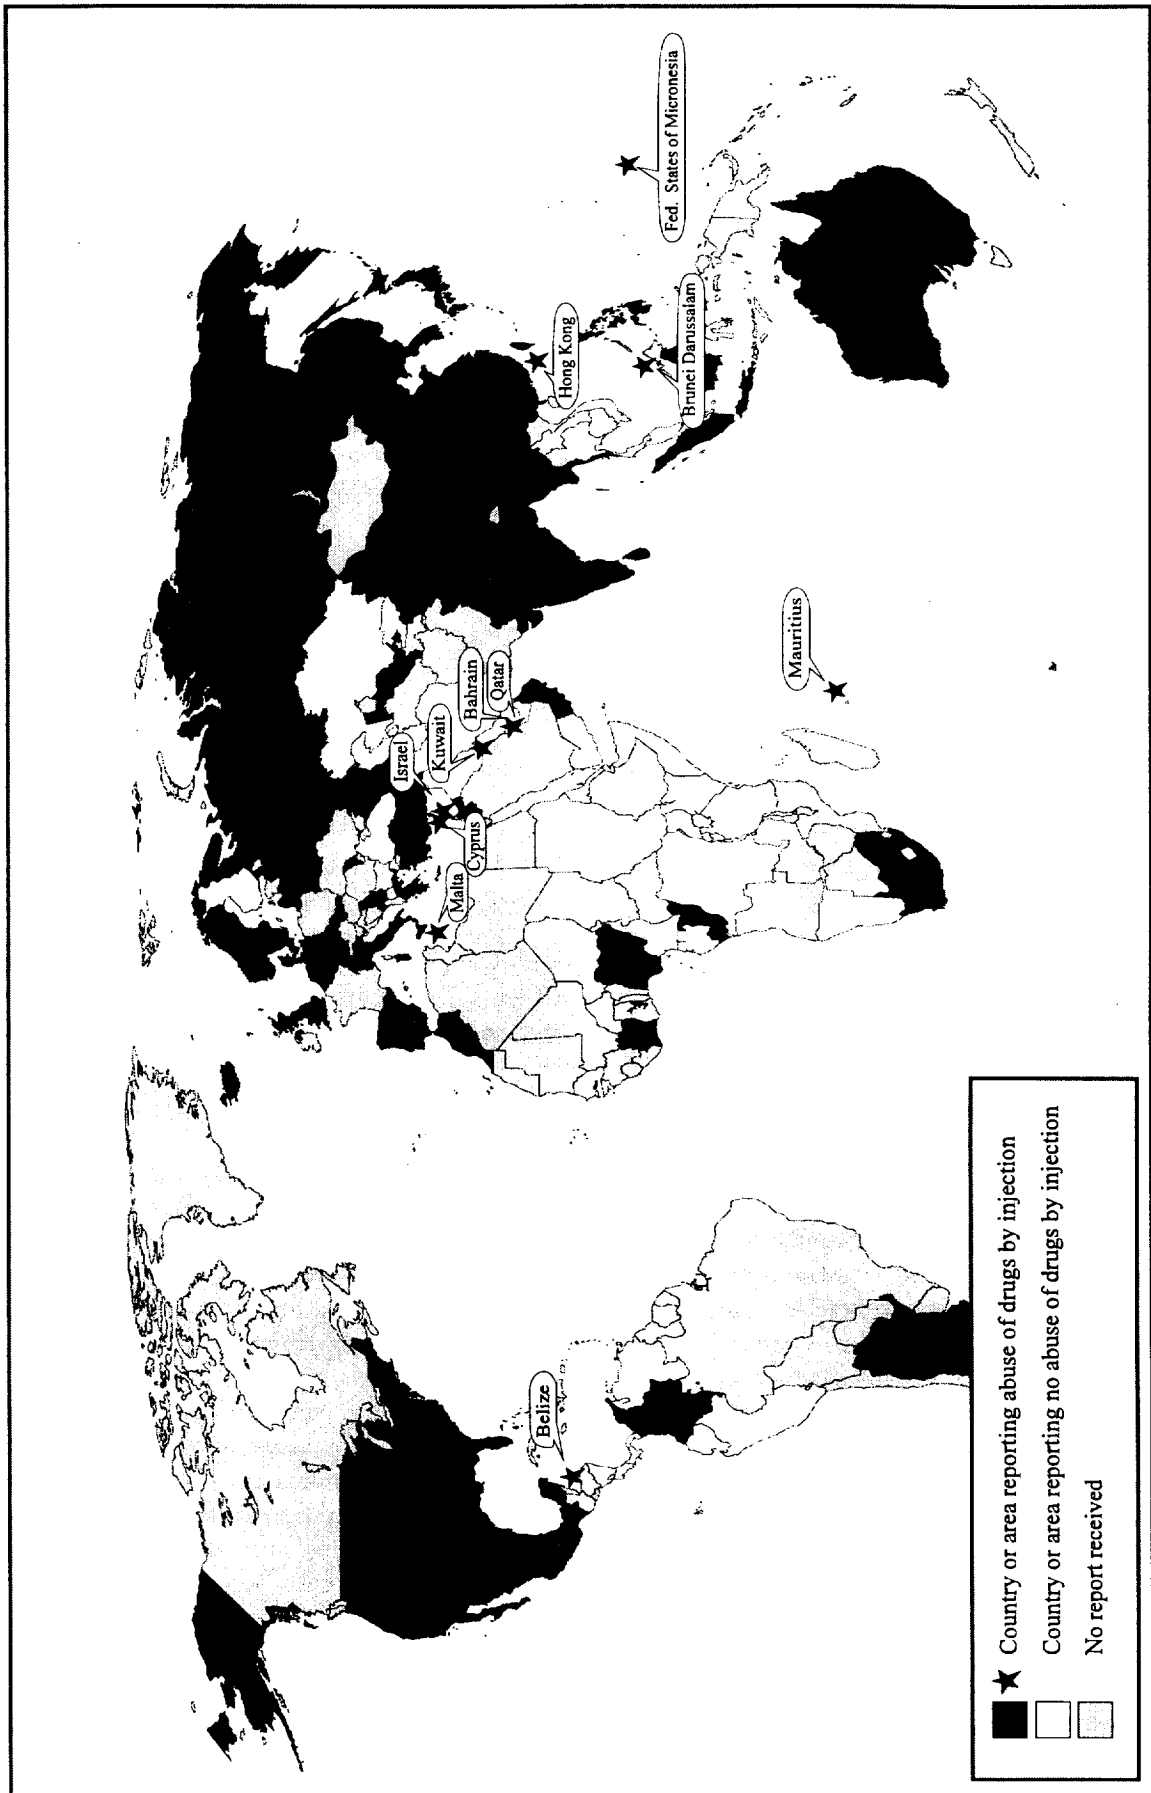 Fed. States of Micronesia
Hong Kong
Brunei Darussalam
Mauritius
Bahrain
Qatar
Kuwait
Israel
Cyprus
Malta
Belize
Country or area reporting abuse of drugs by injection
Country or area reporting no abuse of drugs by injection
No report received